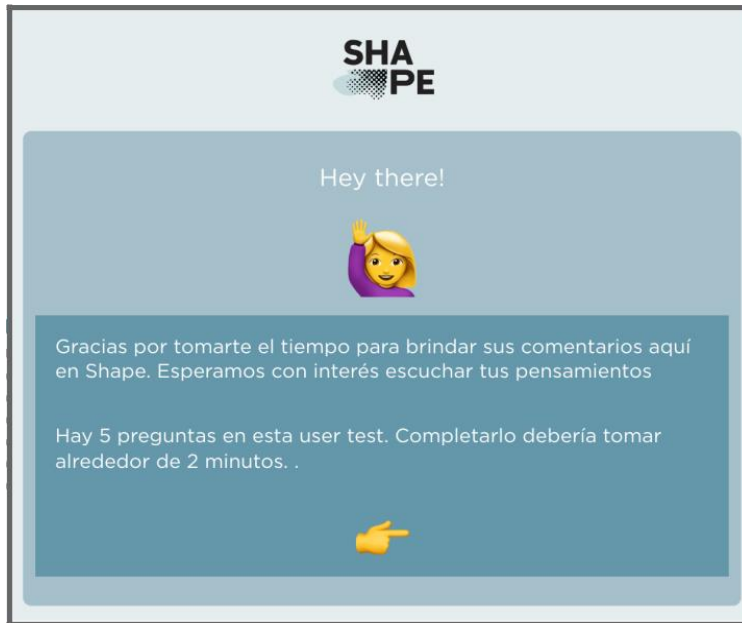 SHA
PE
Hey there!
Gracias por tomarte el tiempo para brindar sus comentarios aquí
en Shape. Esperamos con interés escuchar tus pensamientos
Hay 5 preguntas en esta user test. Completarlo debería tomar
alrededor de 2 minutos. .